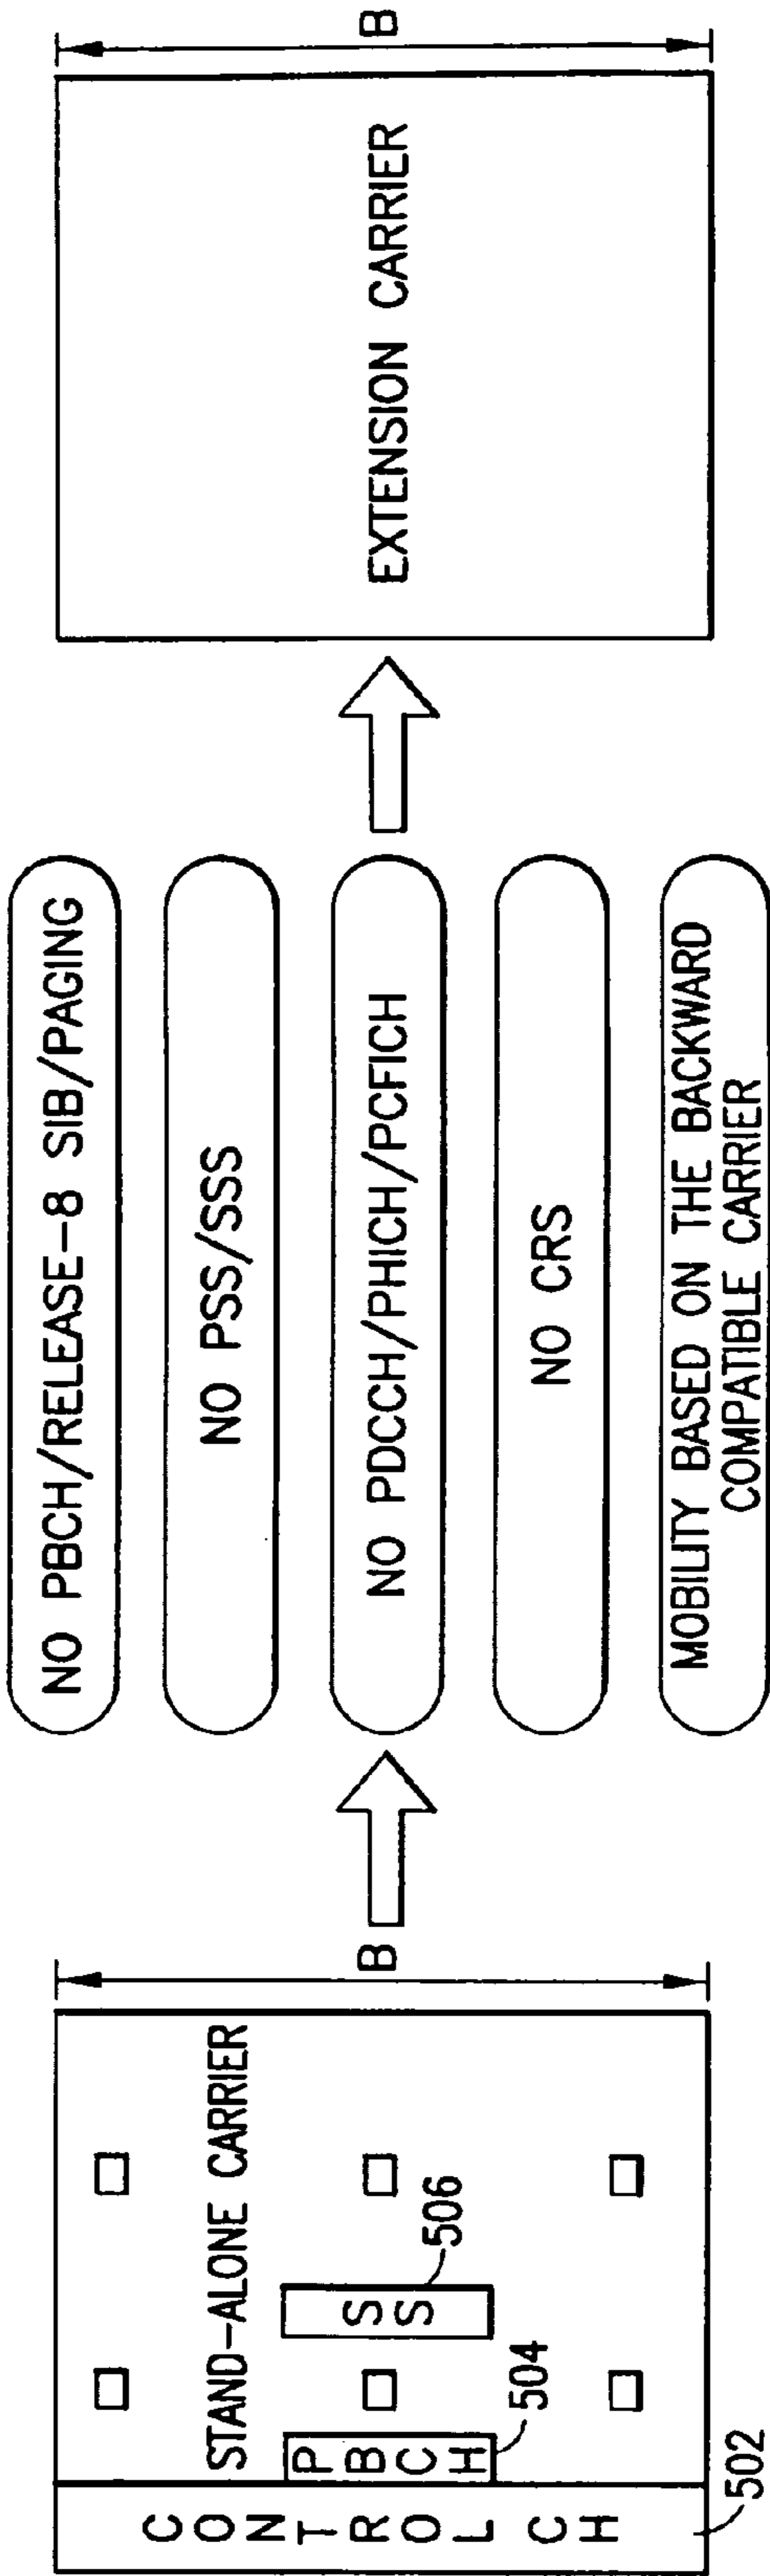 STAND-ALONE CARRIER
CONTROL CH
PBCH
SS
502
504
506
B
NO PBCH/RELEASE-8 SIB/PAGING
NO PSS/SSS
NO PDCCH/PHICH/PCFICH
NO CRS
MOBILITY BASED ON THE BACKWARD
COMPATIBLE CARRIER
EXTENSION CARRIER
B